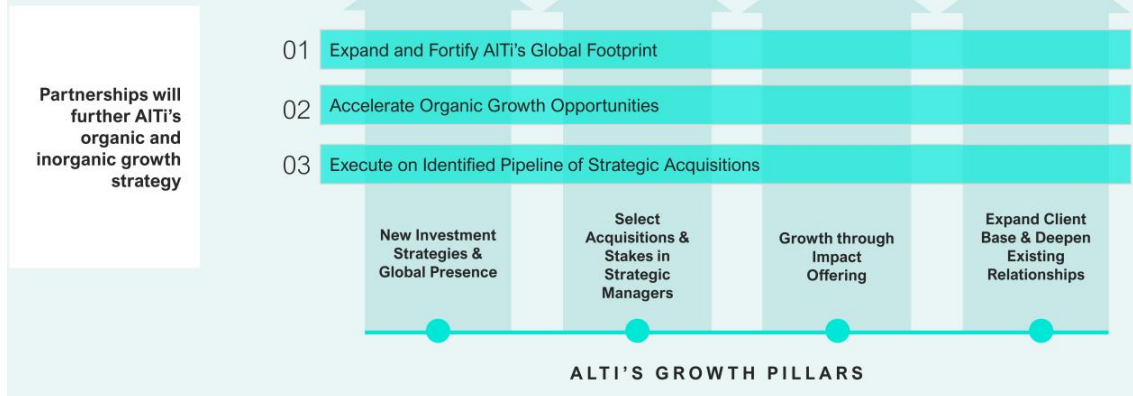 Partnerships will
further AlTi's
organic and
inorganic growth
strategy
01 Expand and Fortify AlTi's Global Footprint
02 Accelerate Organic Growth Opportunities
03 Execute on Identified Pipeline of Strategic Acquisitions
New Investment
Strategies &
Global Presence
Select
Acquisitions &
Stakes in
Strategic
Managers
Growth through
Impact
Offering
Expand Client
Base & Deepen
Existing
Relationships
ALTI'S GROWTH PILLARS